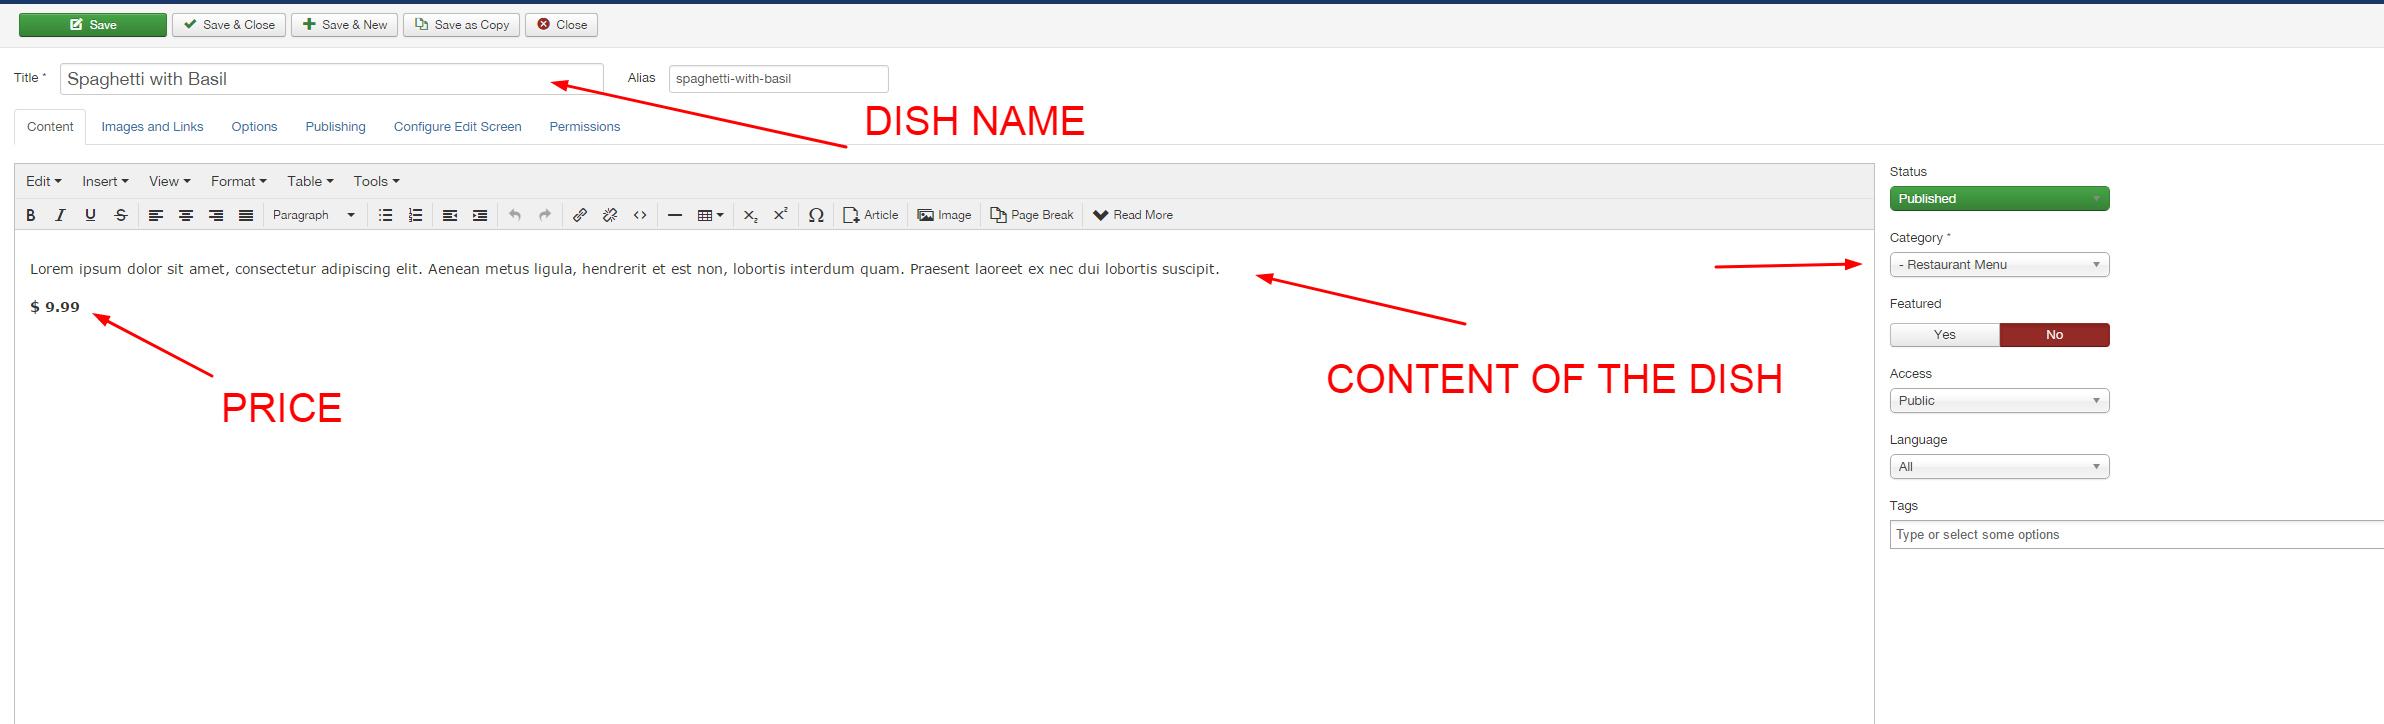 Save Save & Close Save & New Save as Copy Close
Title * Spaghetti with Basil Alias spaghetti-with-basil
DISH NAME
Content Images and Links Options Publishing Configure Edit Screen Permissions
Edit Insert View Format Table Tools
B I U S Paragraph Article Image Page Break Read More
Lorem ipsum dolor sit amet, consectetur adipiscing elit. Aenean metus ligula, hendrerit et est non, lobortis interdum quam. Praesent laoreet ex nec dui lobortis suscipit.
$ 9.99
PRICE
CONTENT OF THE DISH
Status
Published
Category *
- Restaurant Menu
Featured
Yes No
Access
Public
Language
All
Tags
Type or select some options